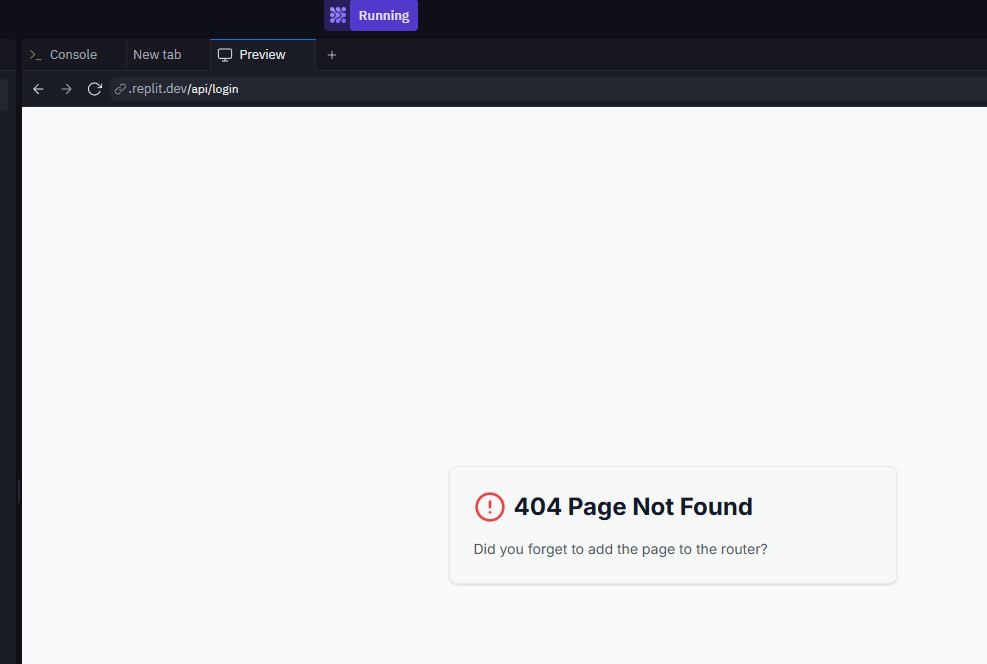 Running
>_ Console
New tab
Preview
+
.replit.dev/api/login
404 Page Not Found
Did you forget to add the page to the router?